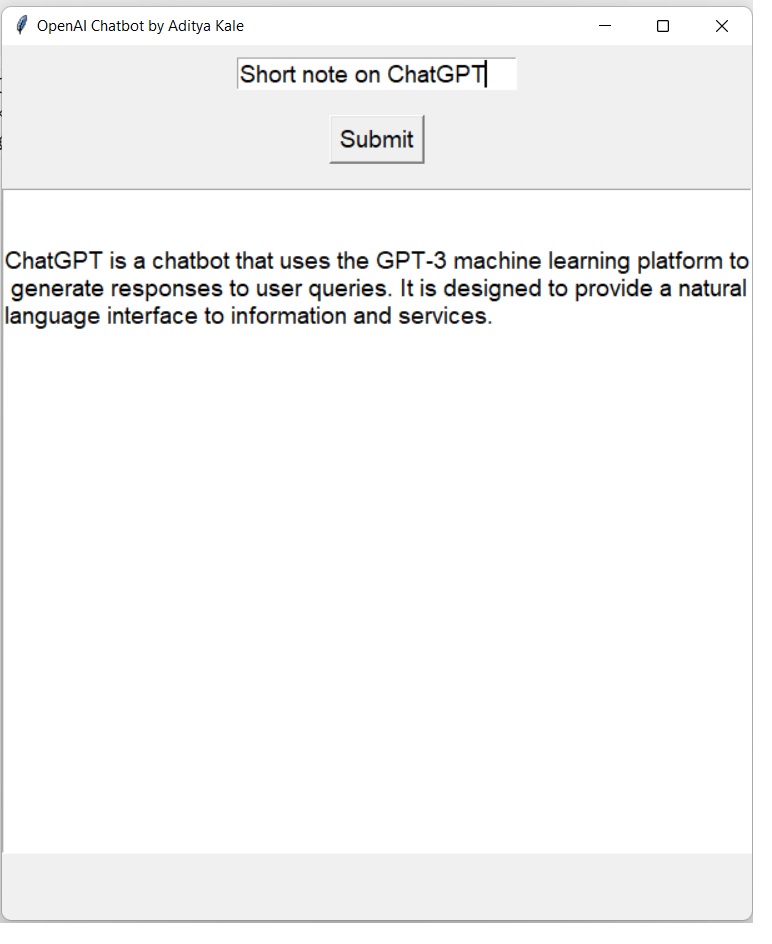 OpenAI Chatbot by Aditya Kale
Short note on ChatGPT
Submit
ChatGPT is a chatbot that uses the GPT-3 machine learning platform to
generate responses to user queries. It is designed to provide a natural
language interface to information and services.